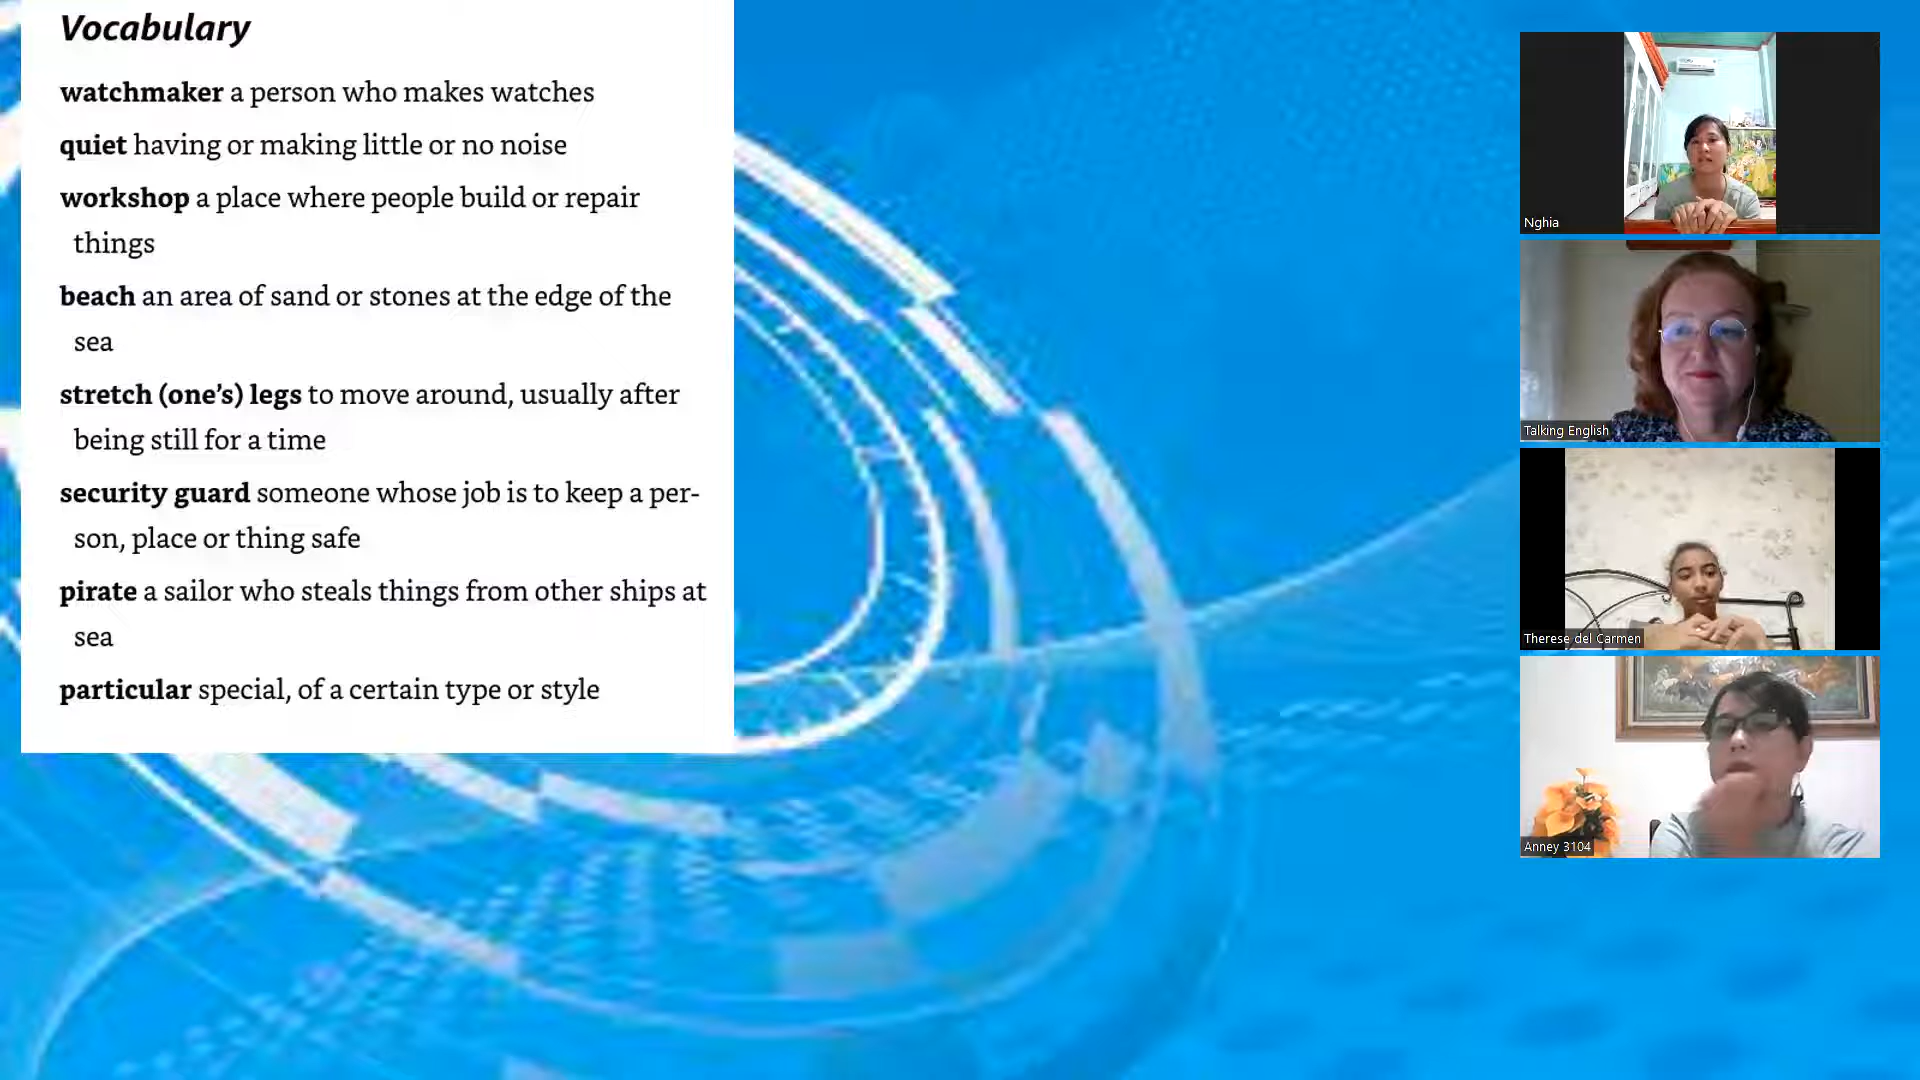 Vocabulary
watchmaker a person who makes watches
quiet having or making little or no noise
workshop a place where people build or repair
things
beach an area of sand or stones at the edge of the
sea
stretch (one's) legs to move around, usually after
being still for a time
security guard someone whose job is to keep a per-
son, place or thing safe
pirate a sailor who steals things from other ships at
sea
particular special, of a certain type or style
Nghia
Talking English
Therese del Carmen
Anney 3104